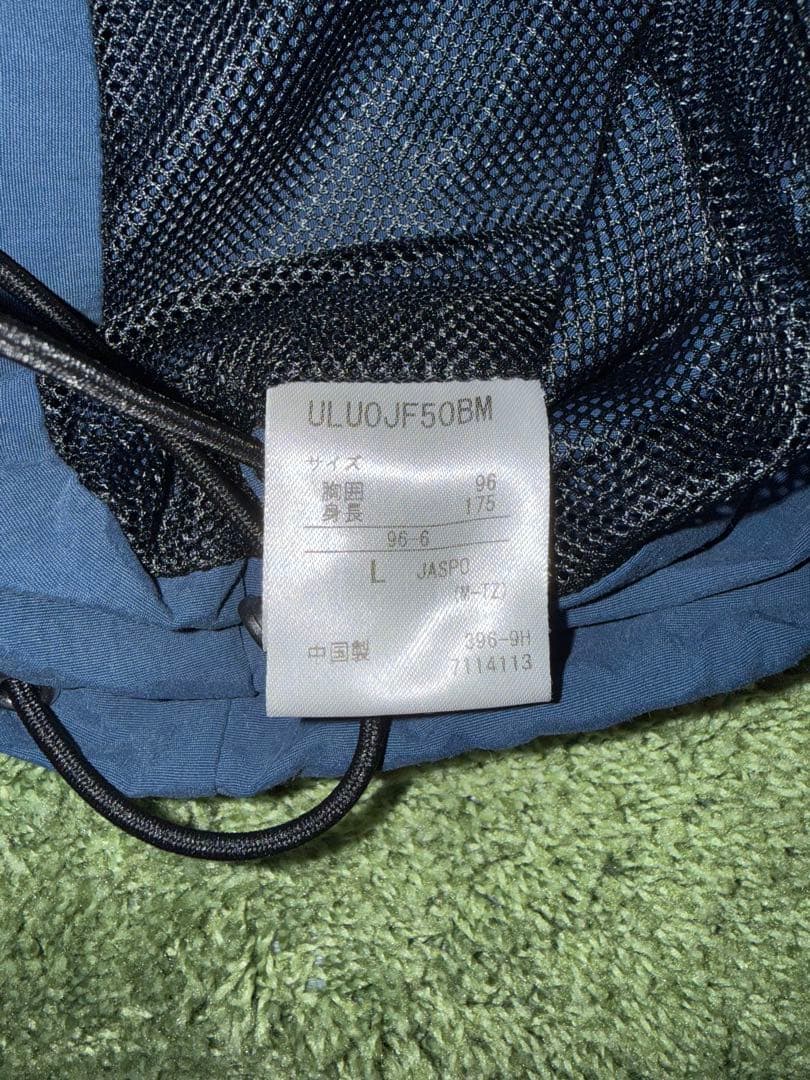 ULU0JF50BM
サイズ
胸囲 96
身長 175
96-6
L JASPO
(M-TZ)
中国製 396-9H
7114113